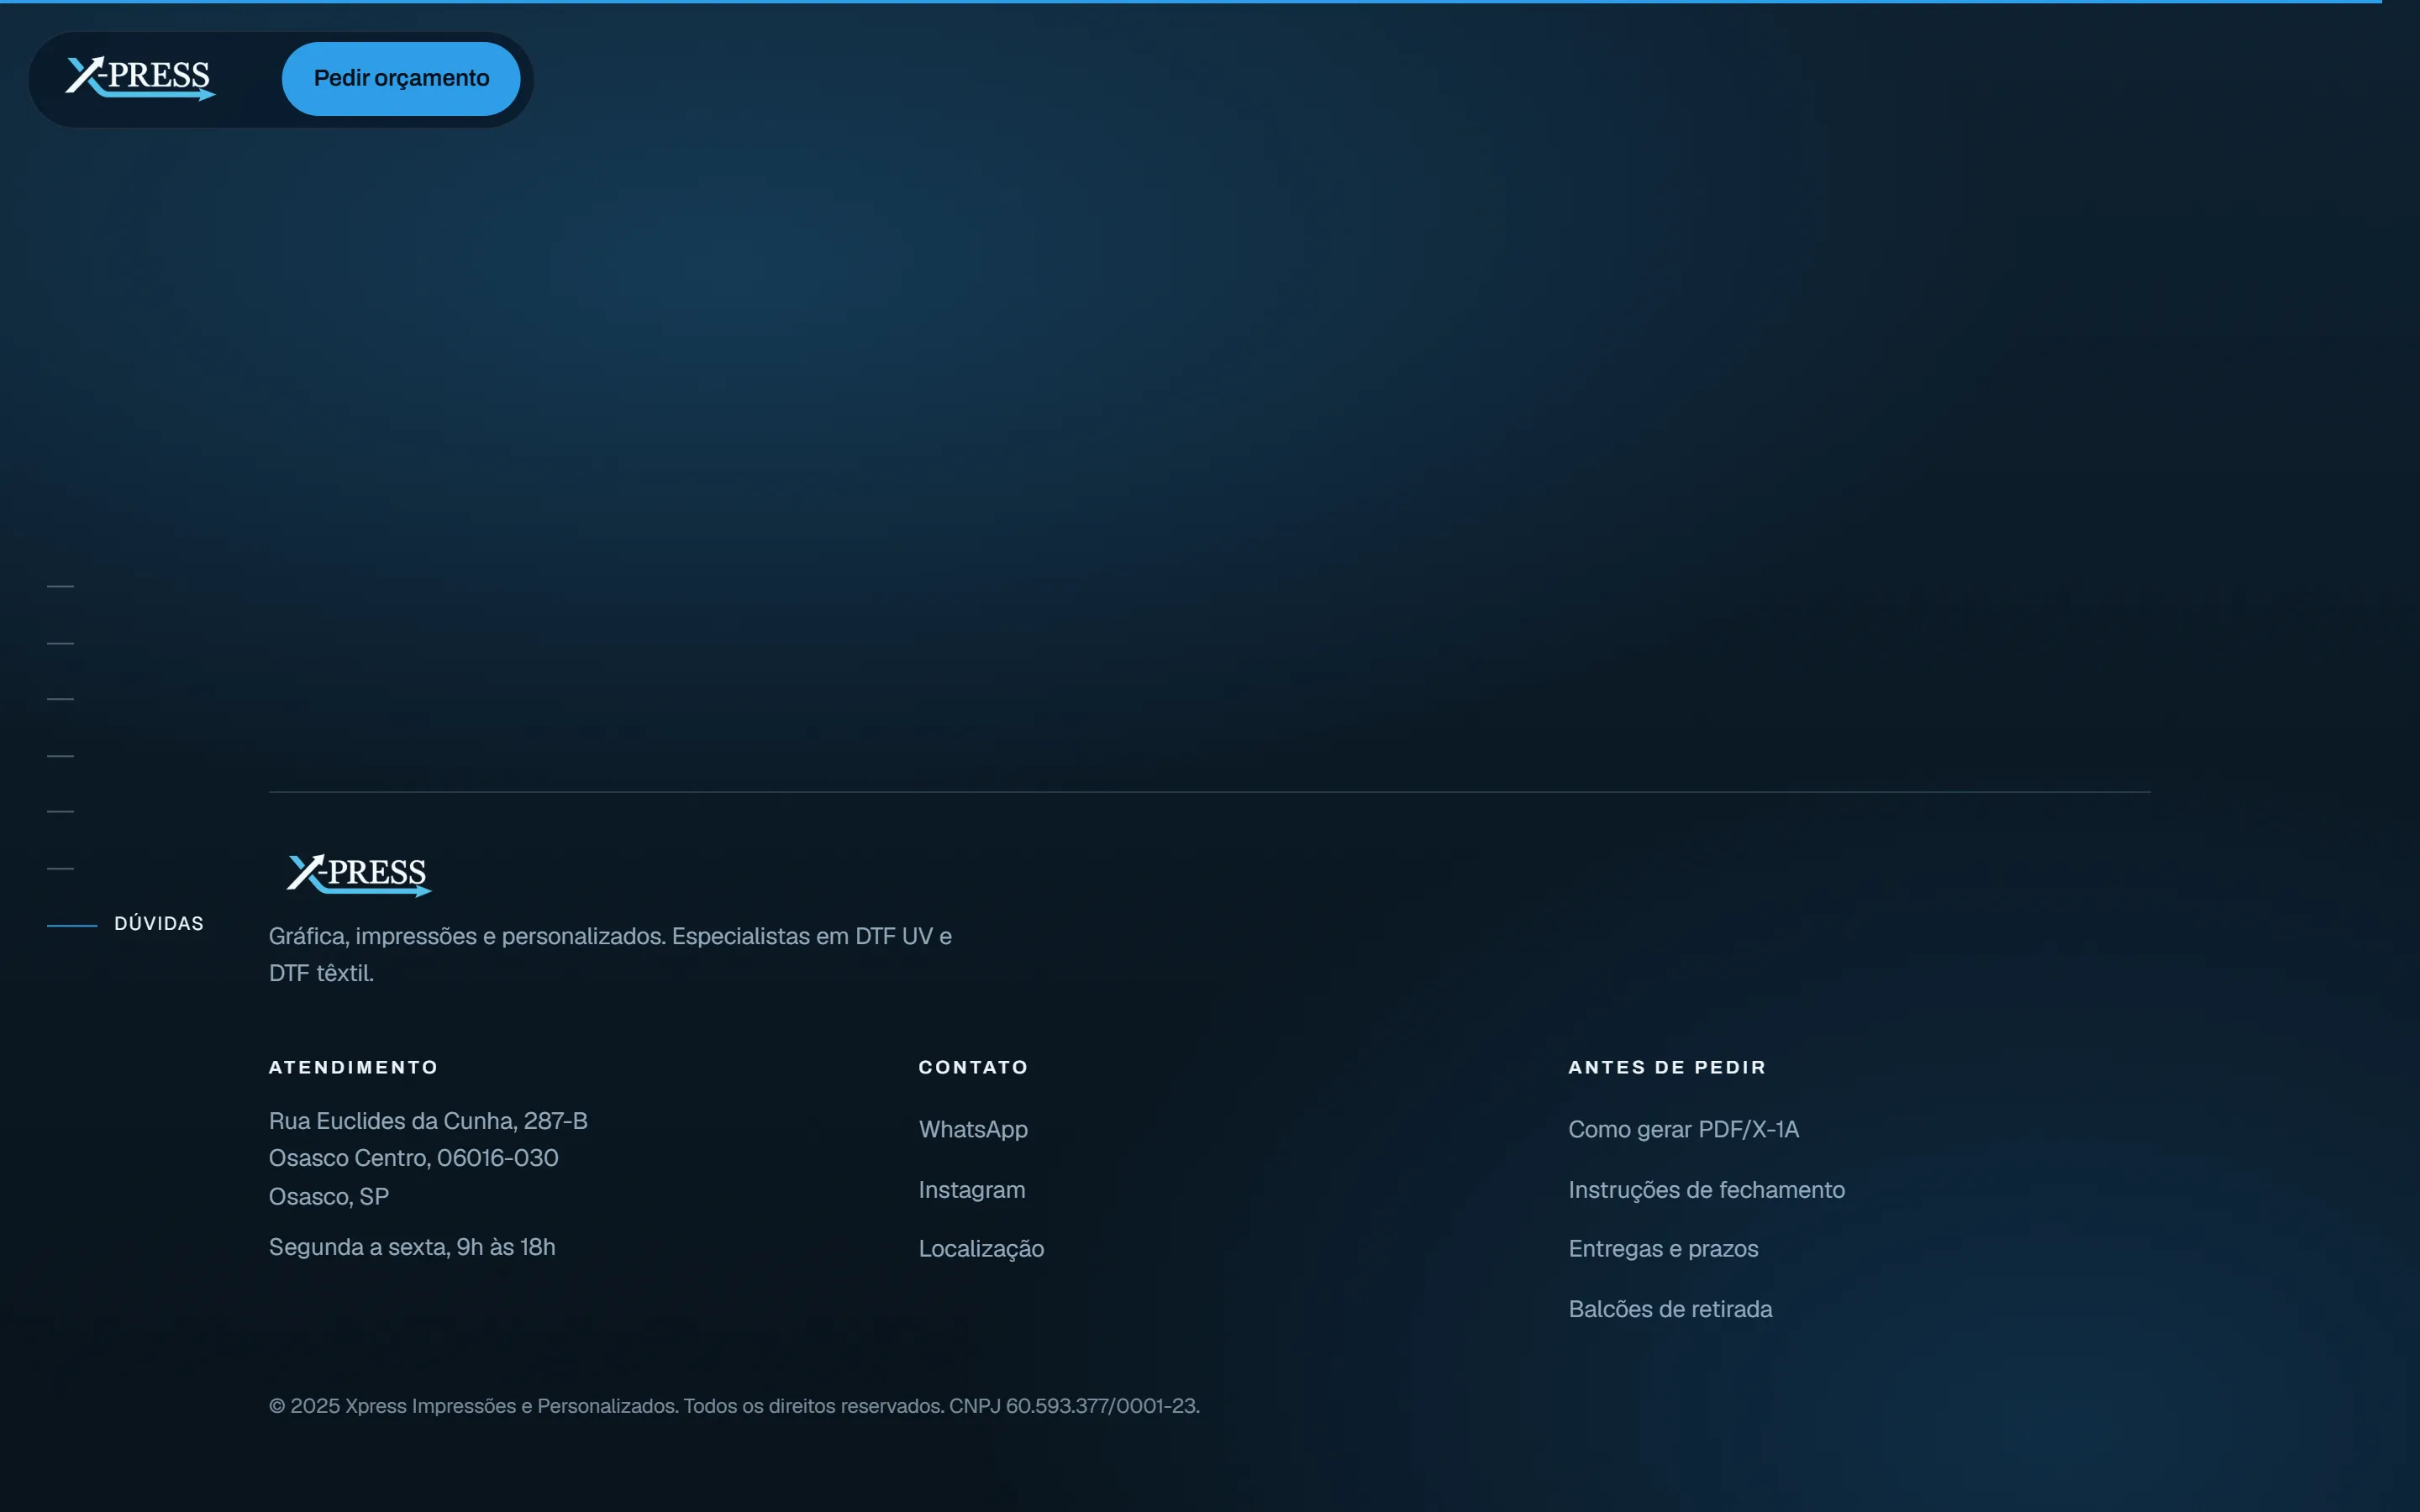 X-PRESS
Pedir orçamento
DÚVIDAS
X-PRESS
Gráfica, impressões e personalizados. Especialistas em DTF UV e
DTF têxtil.
ATENDIMENTO
Rua Euclides da Cunha, 287-B
Osasco Centro, 06016-030
Osasco, SP
Segunda a sexta, 9h às 18h
CONTATO
WhatsApp
Instagram
Localização
ANTES DE PEDIR
Como gerar PDF/X-1A
Instruções de fechamento
Entregas e prazos
Balcões de retirada
© 2025 Xpress Impressões e Personalizados. Todos os direitos reservados. CNPJ 60.593.377/0001-23.